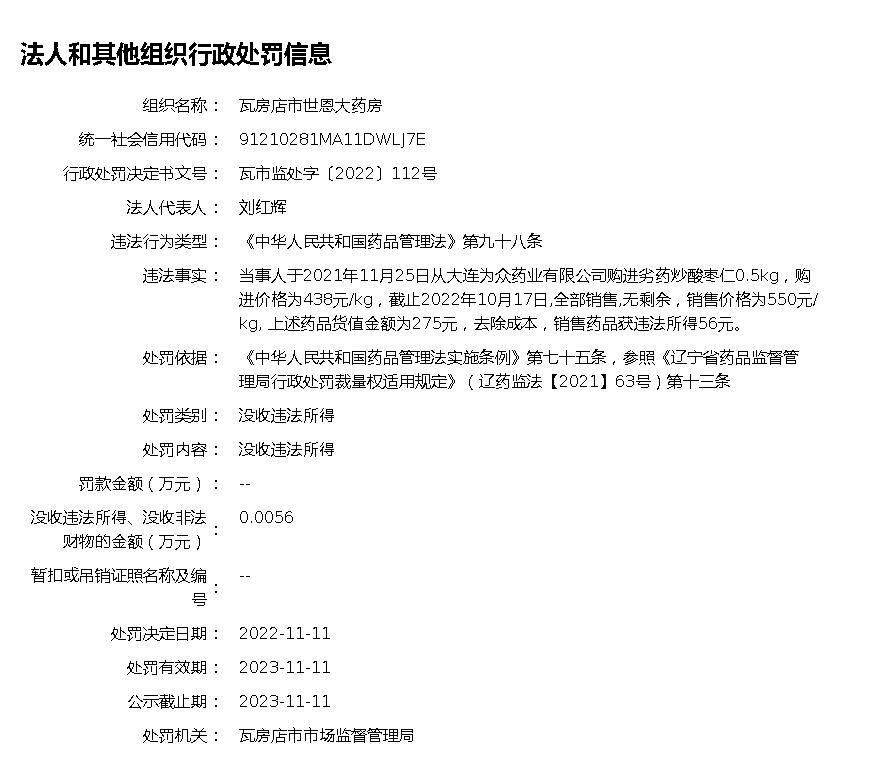 法人和其他组织行政处罚信息
组织名称： 瓦房店市世恩大药房
统一社会信用代码： 91210281MA11DWLJ7E
行政处罚决定书文号： 瓦市监处字〔2022〕112号
法人代表人： 刘红辉
违法行为类型： 《中华人民共和国药品管理法》第九十八条
违法事实： 当事人于2021年11月25日从大连为众药业有限公司购进劣药炒酸枣仁0.5kg，购
进价格为438元/kg，截止2022年10月17日,全部销售,无剩余，销售价格为550元/
kg, 上述药品货值金额为275元，去除成本，销售药品获违法所得56元。
处罚依据： 《中华人民共和国药品管理法实施条例》第七十五条，参照《辽宁省药品监督管
理局行政处罚裁量权适用规定》（辽药监法【2021】63号）第十三条
处罚类别： 没收违法所得
处罚内容： 没收违法所得
罚款金额（万元）： --
没收违法所得、没收非法
财物的金额（万元）： 0.0056
暂扣或吊销证照名称及编
号： --
处罚决定日期： 2022-11-11
处罚有效期： 2023-11-11
公示截止期： 2023-11-11
处罚机关： 瓦房店市市场监督管理局